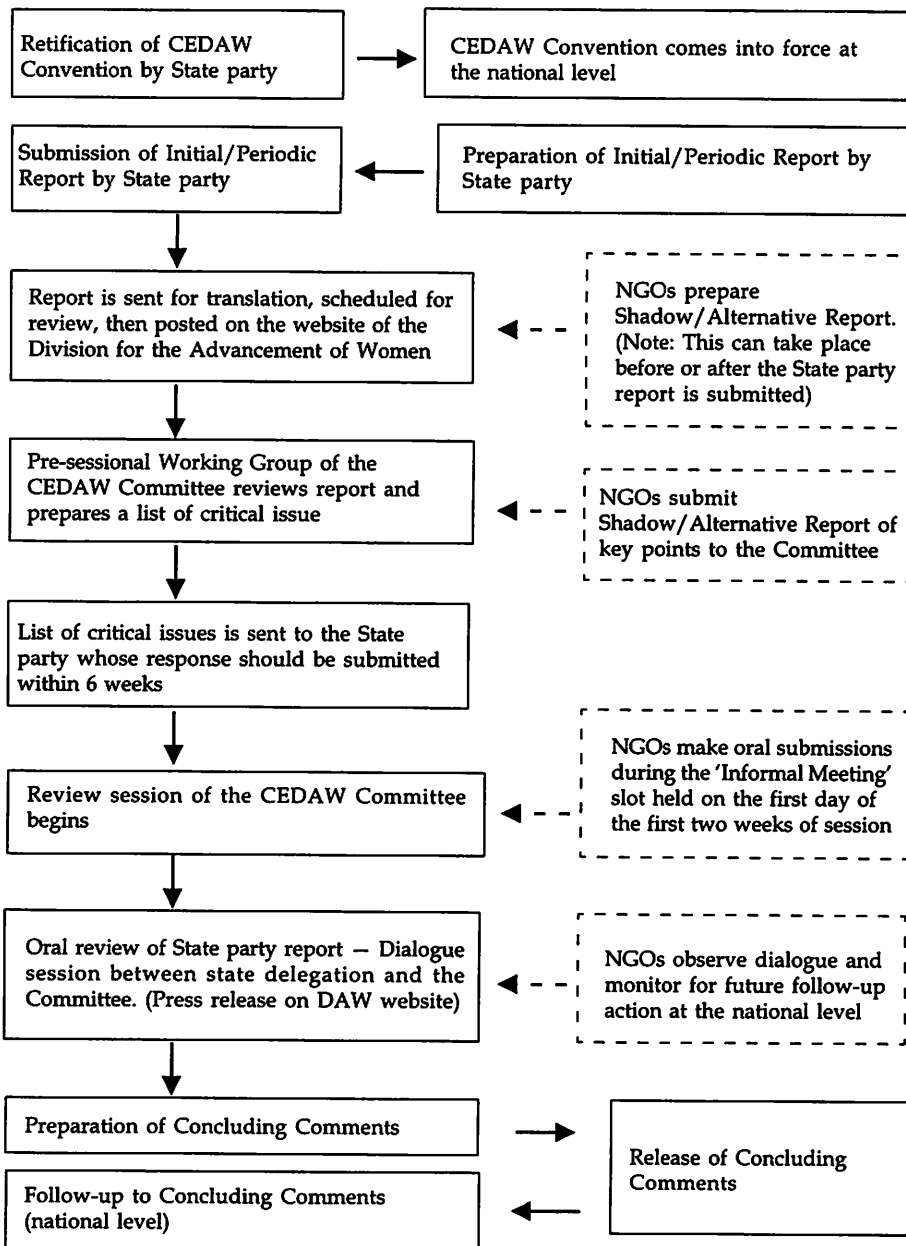 Retification of CEDAW
Convention by State party
CEDAW Convention comes into force at
the national level
Submission of Initial/Periodic
Report by State party
Preparation of Initial/Periodic Report by
State party
Report is sent for translation, scheduled for
review, then posted on the website of the
Division for the Advancement of Women
NGOs prepare
Shadow/Alternative Report.
(Note: This can take place
before or after the State party
report is submitted)
Pre-sessional Working Group of the
CEDAW Committee reviews report and
prepares a list of critical issue
NGOs submit
Shadow/Alternative Report of
key points to the Committee
List of critical issues is sent to the State
party whose response should be submitted
within 6 weeks
Review session of the CEDAW Committee
begins
NGOs make oral submissions
during the 'Informal Meeting'
slot held on the first day of
the first two weeks of session
Oral review of State party report — Dialogue
session between state delegation and the
Committee. (Press release on DAW website)
NGOs observe dialogue and
monitor for future follow-up
action at the national level
Preparation of Concluding Comments
Release of Concluding
Comments
Follow-up to Concluding Comments
(national level)